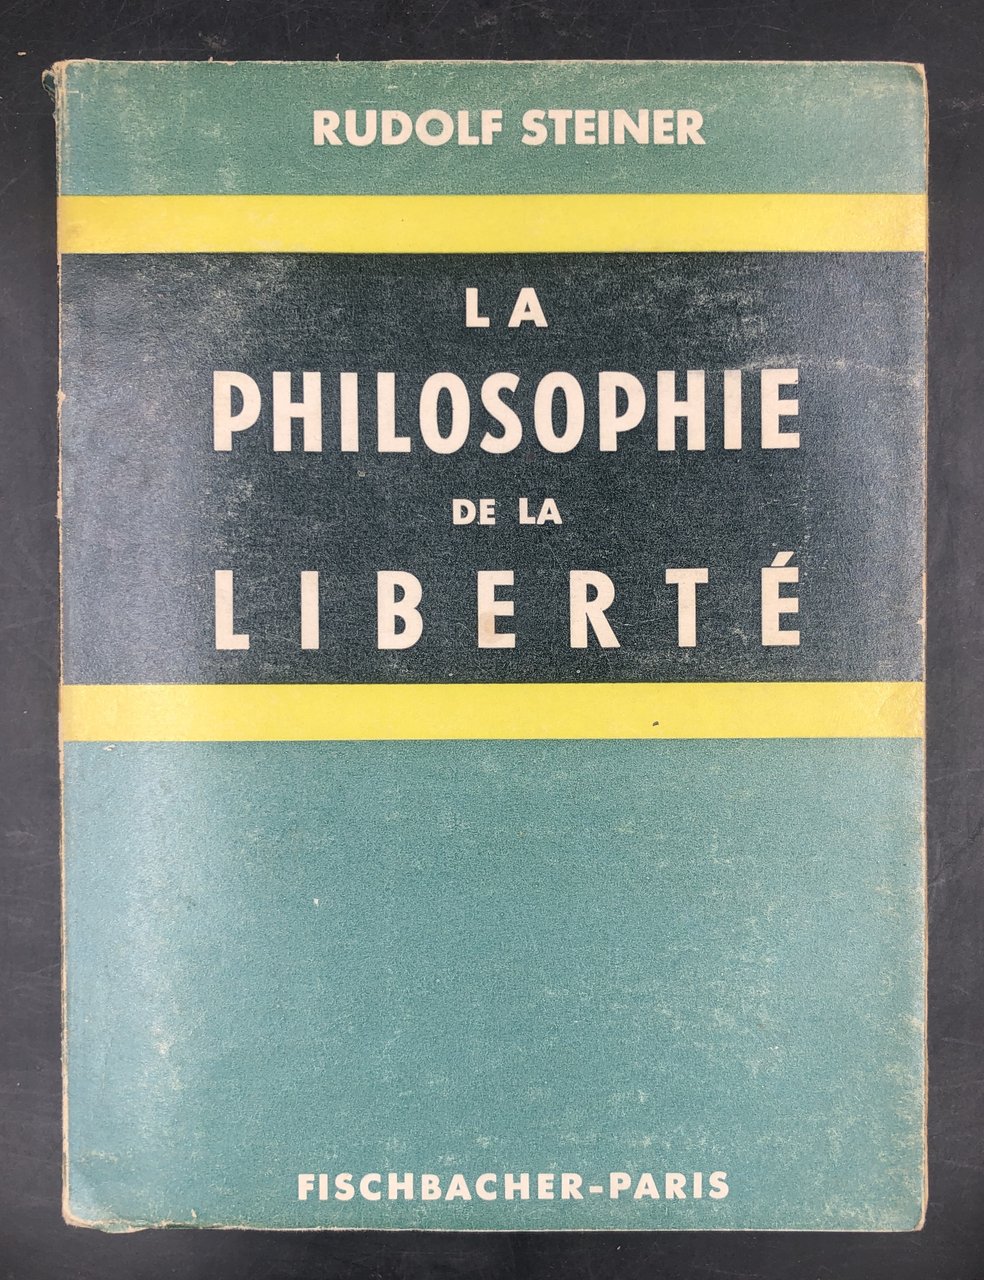 RUDOLF STEINER
LA
PHILOSOPHIE
DE LA
LIBERTÉ
FISCHBACHER-PARIS